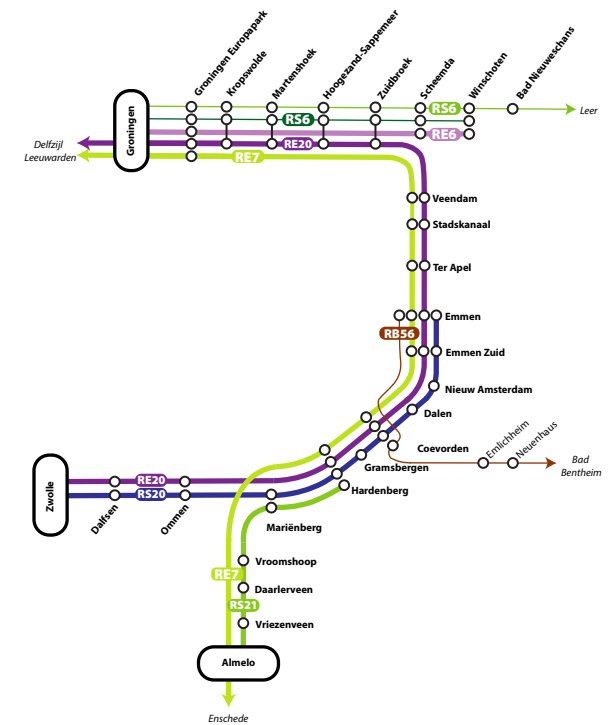 Groningen Europapark
Kropswolde
Martenshoek
Hoogezand-Sappemeer
Zuidbroek
Scheemda
Winschoten
Bad Nieuweschans
Groningen
RS6
RS6
RE6
RE20
RE7
Leer
Delfzijl
Leeuwarden
Veendam
Stadskanaal
Ter Apel
Emmen
RB56
Emmen Zuid
Nieuw Amsterdam
Dalen
Coevorden
Emlichheim
Neuenhaus
Bad
Bentheim
Gramsbergen
Hardenberg
Zwolle
RE20
RS20
Dalfsen
Ommen
Mariënberg
Vroomshoop
RE7
Daarlerveen
RS21
Vriezenveen
Almelo
Enschede